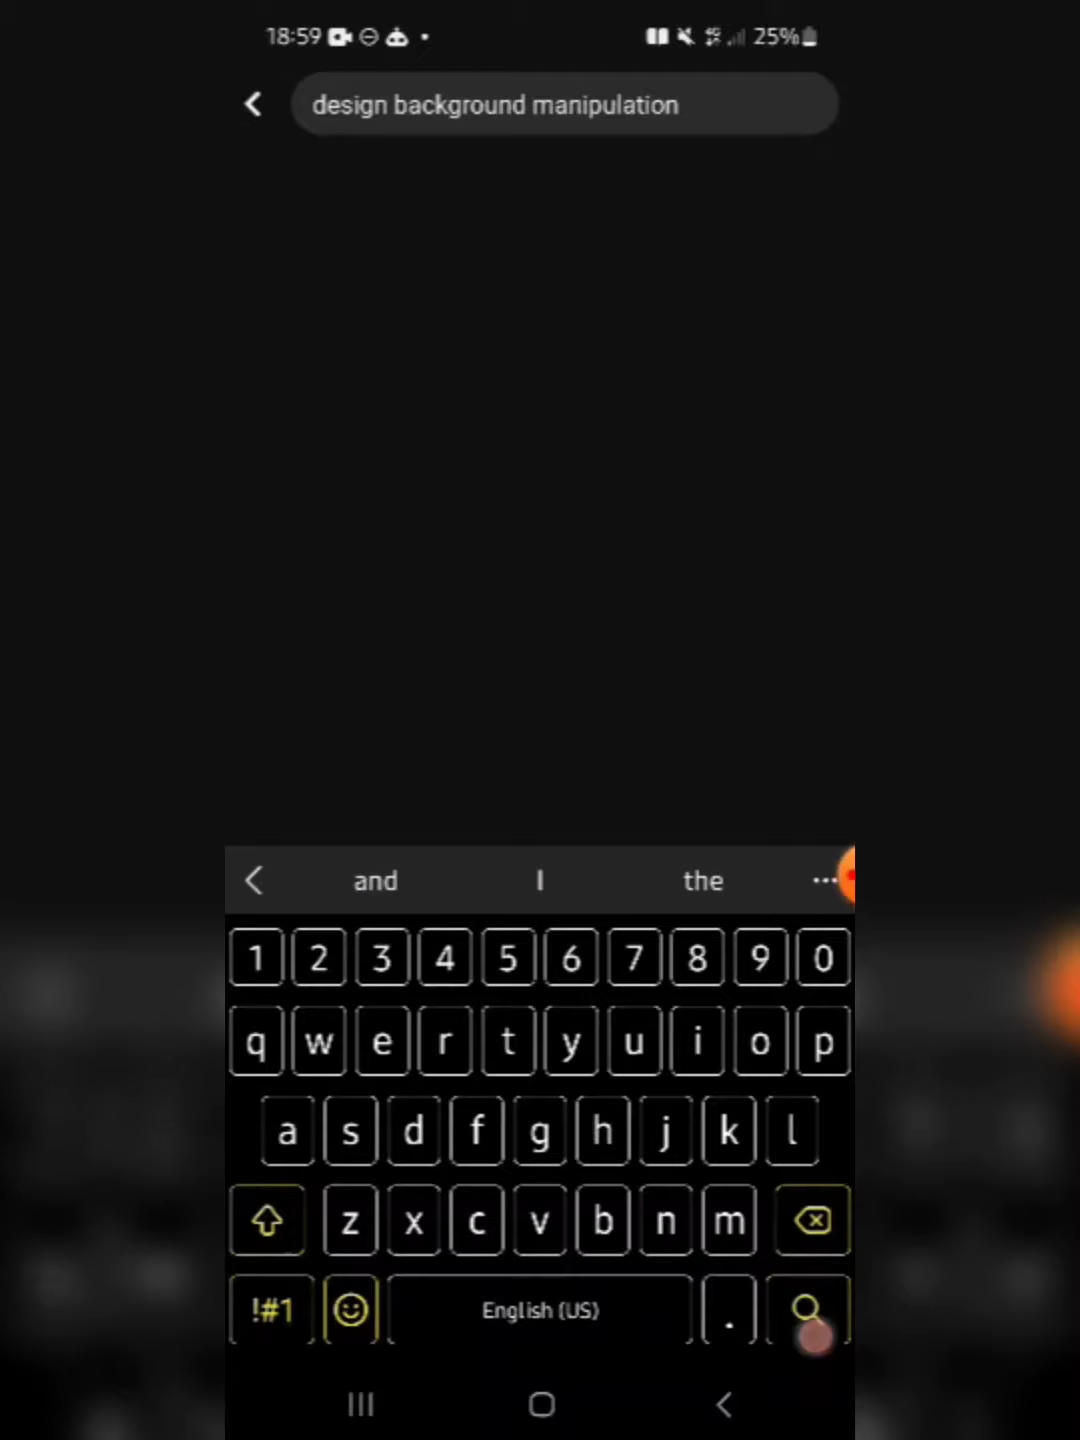 18:59 25%
design background manipulation
and I the
1 2 3 4 5 6 7 8 9 0
q w e r t y u i o p
a s d f g h j k l
z x c v b n m
!#1 English (US) .